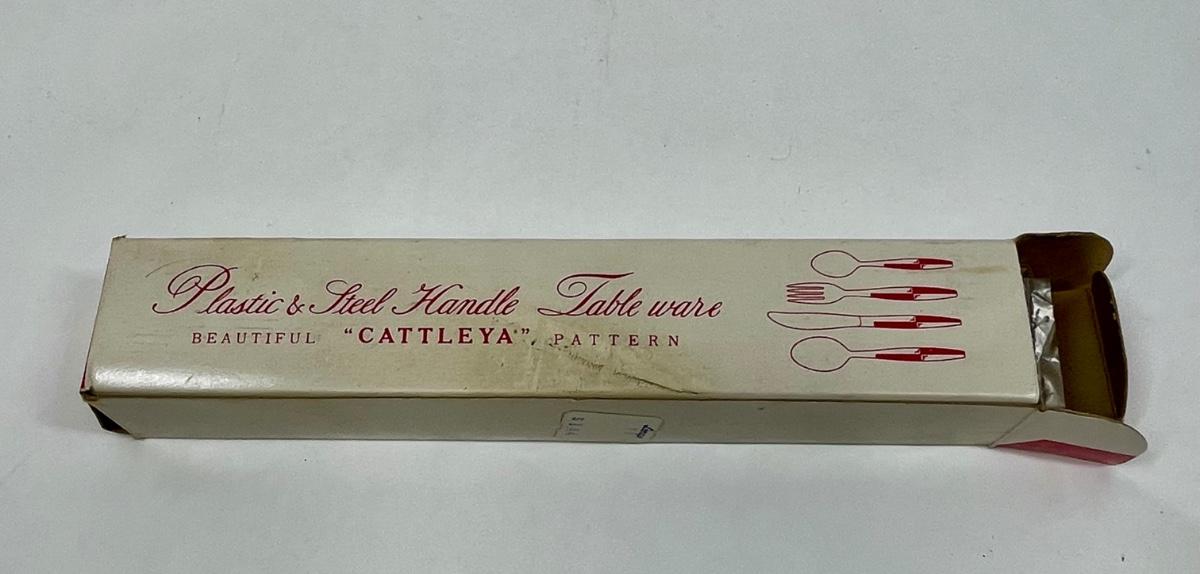 Plastic & Steel Handle Table ware
BEAUTIFUL "CATTLEYA" PATTERN